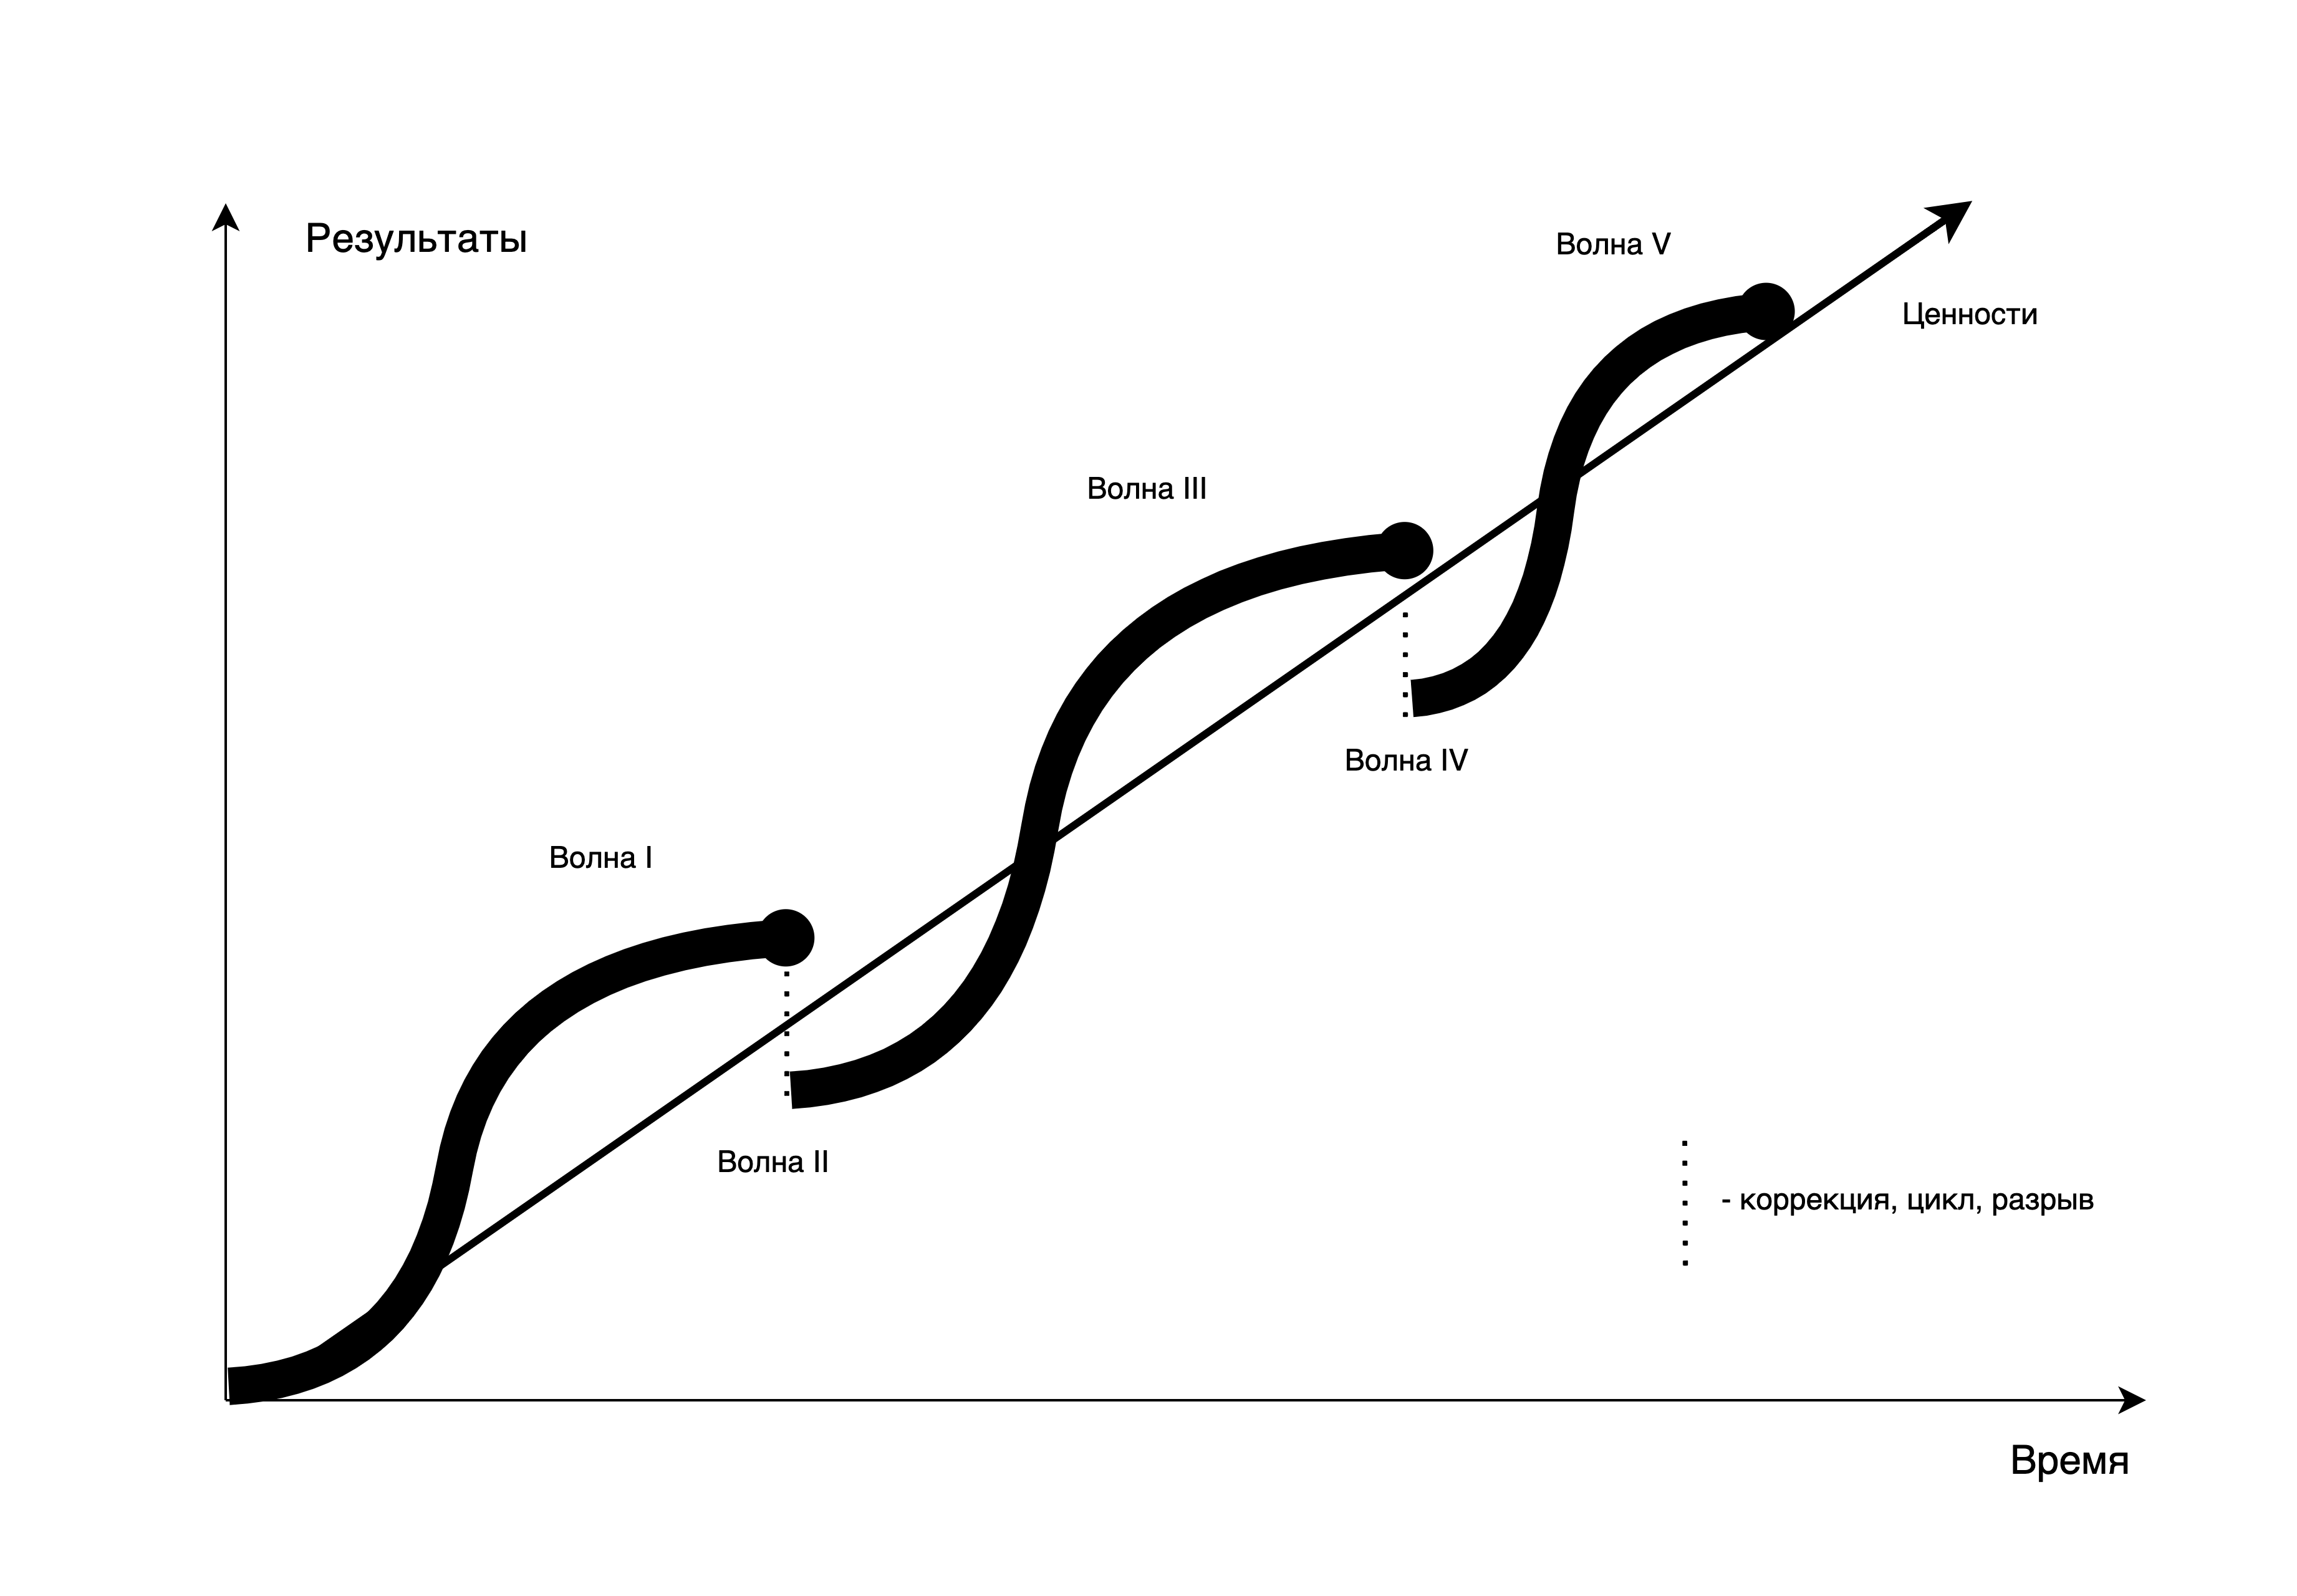 Результаты
Волна V
Ценности
Волна III
Волна IV
Волна I
Волна II
- коррекция, цикл, разрыв
Время